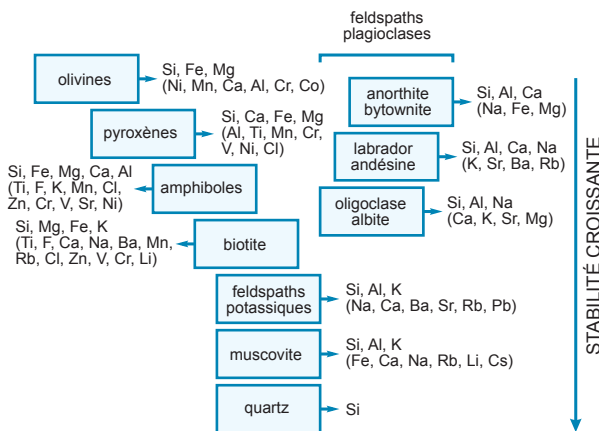 feldspaths
plagioclases
olivines
Si, Fe, Mg
(Ni, Mn, Ca, Al, Cr, Co)
anorthite
bytownite
Si, Al, Ca
(Na, Fe, Mg)
pyroxènes
Si, Ca, Fe, Mg
(Al, Ti, Mn, Cr,
V, Ni, Cl)
labrador
andésine
Si, Al, Ca, Na
(K, Sr, Ba, Rb)
Si, Fe, Mg, Ca, Al
(Ti, F, K, Mn, Cl,
Zn, Cr, V, Sr, Ni)
amphiboles
oligoclase
albite
Si, Al, Na
(Ca, K, Sr, Mg)
Si, Mg, Fe, K
(Ti, F, Ca, Na, Ba, Mn,
Rb, Cl, Zn, V, Cr, Li)
biotite
feldspaths
potassiques
Si, Al, K
(Na, Ca, Ba, Sr, Rb, Pb)
muscovite
Si, Al, K
(Fe, Ca, Na, Rb, Li, Cs)
quartz
Si
STABILITÉ CROISSANTE